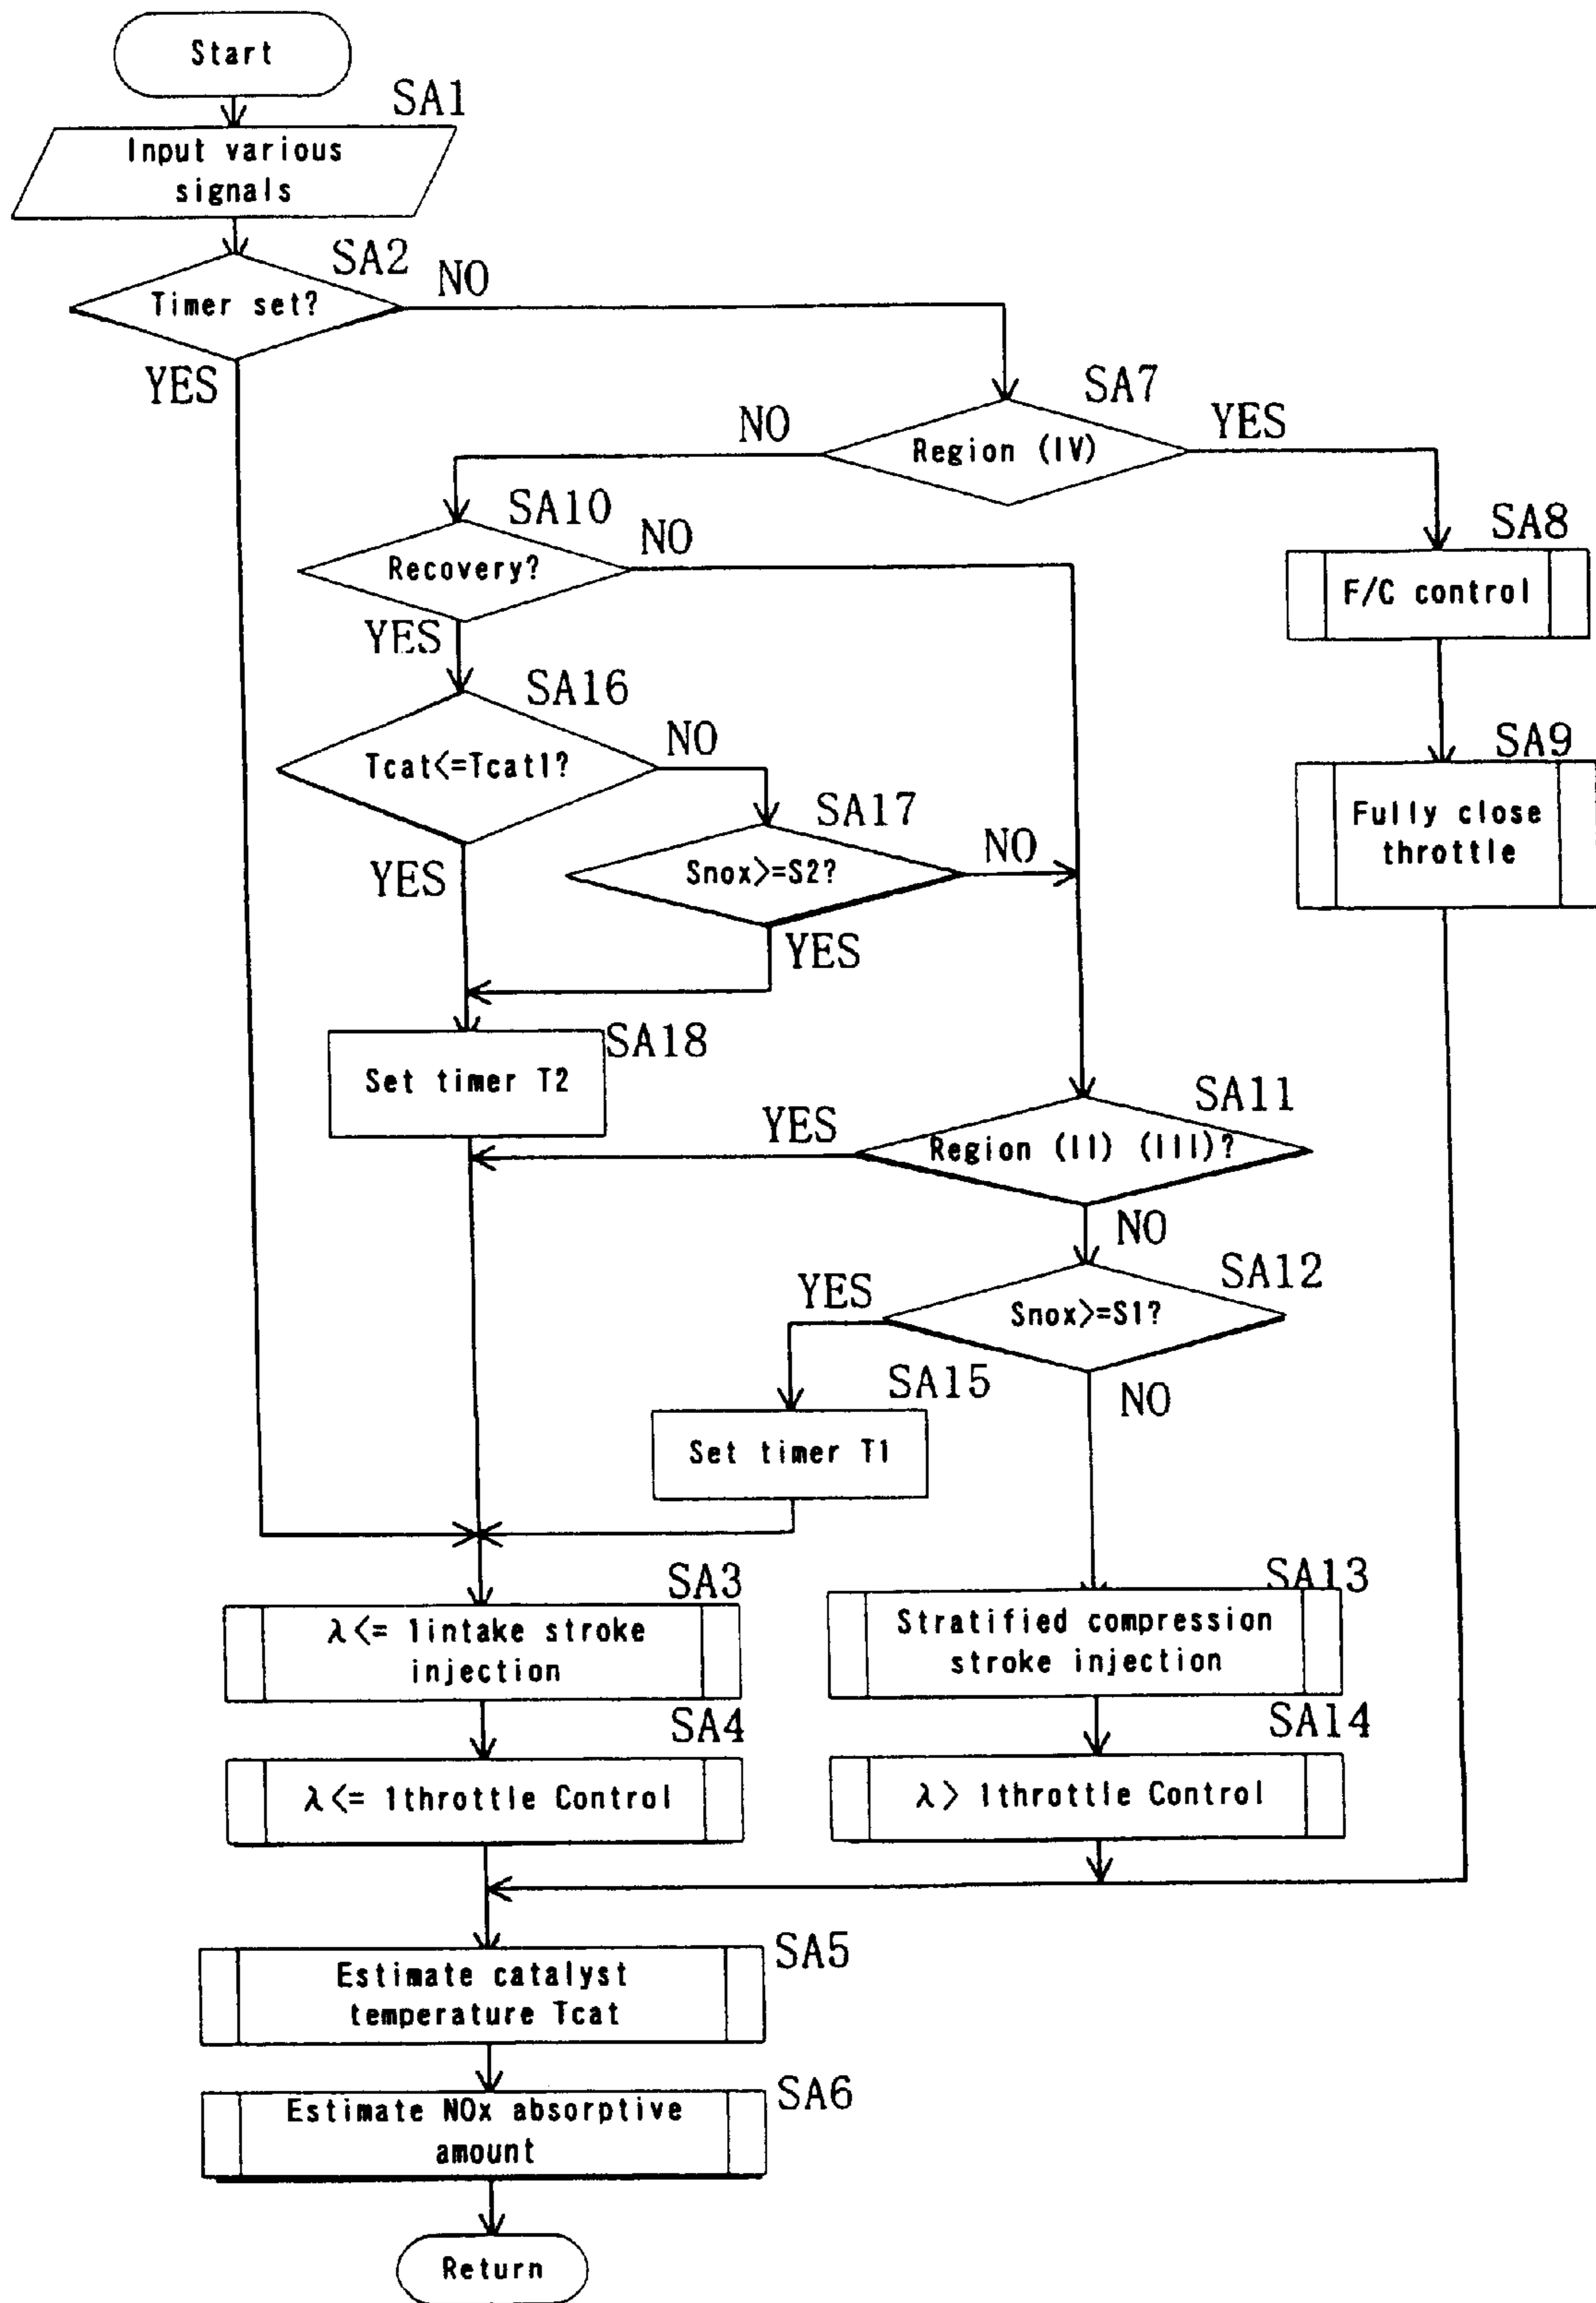 Start
SA1
Input various
signals
SA2
Timer set?
NO
YES
SA7
Region (IV)
NO
YES
SA10
Recovery?
NO
YES
SA8
F/C control
SA16
Tcat<=Tcat1?
NO
YES
SA9
Fully close
throttle
SA17
Snox>=S2?
NO
YES
SA18
Set timer T2
SA11
Region (II) (III)?
YES
NO
SA12
Snox>=S1?
YES
NO
SA15
Set timer T1
SA3
λ<= 1intake stroke
injection
SA13
Stratified compression
stroke injection
SA4
λ<= 1throttle Control
SA14
λ> 1throttle Control
SA5
Estimate catalyst
temperature Tcat
SA6
Estimate NOx absorptive
amount
Return